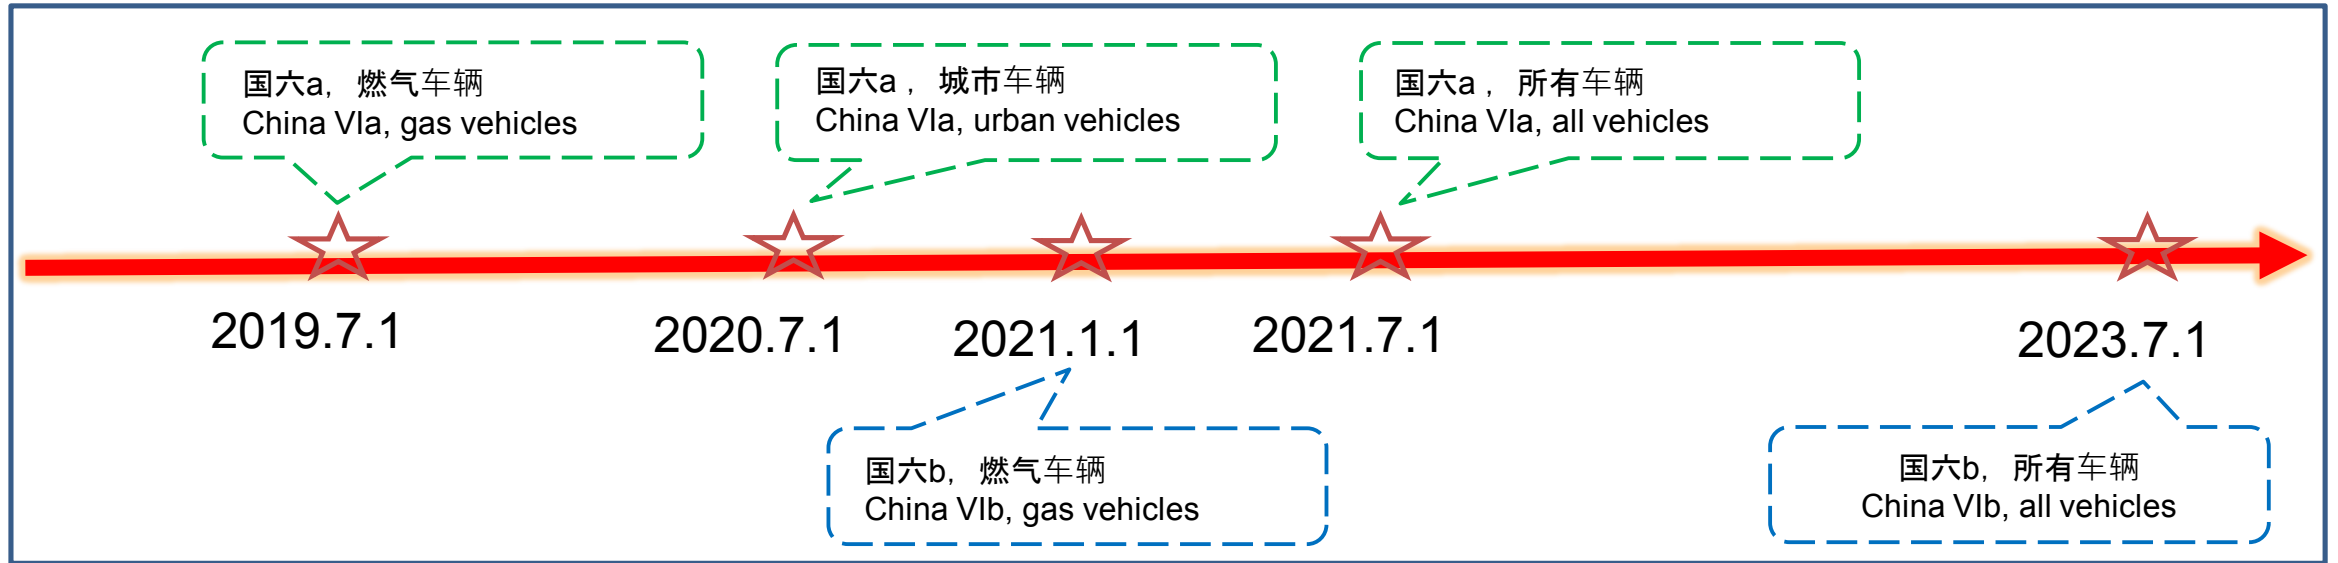 国六a, 燃气车辆
China VIa, gas vehicles
国六a , 城市车辆
China VIa, urban vehicles
国六a , 所有车辆
China VIa, all vehicles
2019.7.1
2020.7.1
2021.1.1
2021.7.1
2023.7.1
国六b, 燃气车辆
China VIb, gas vehicles
国六b, 所有车辆
China VIb, all vehicles